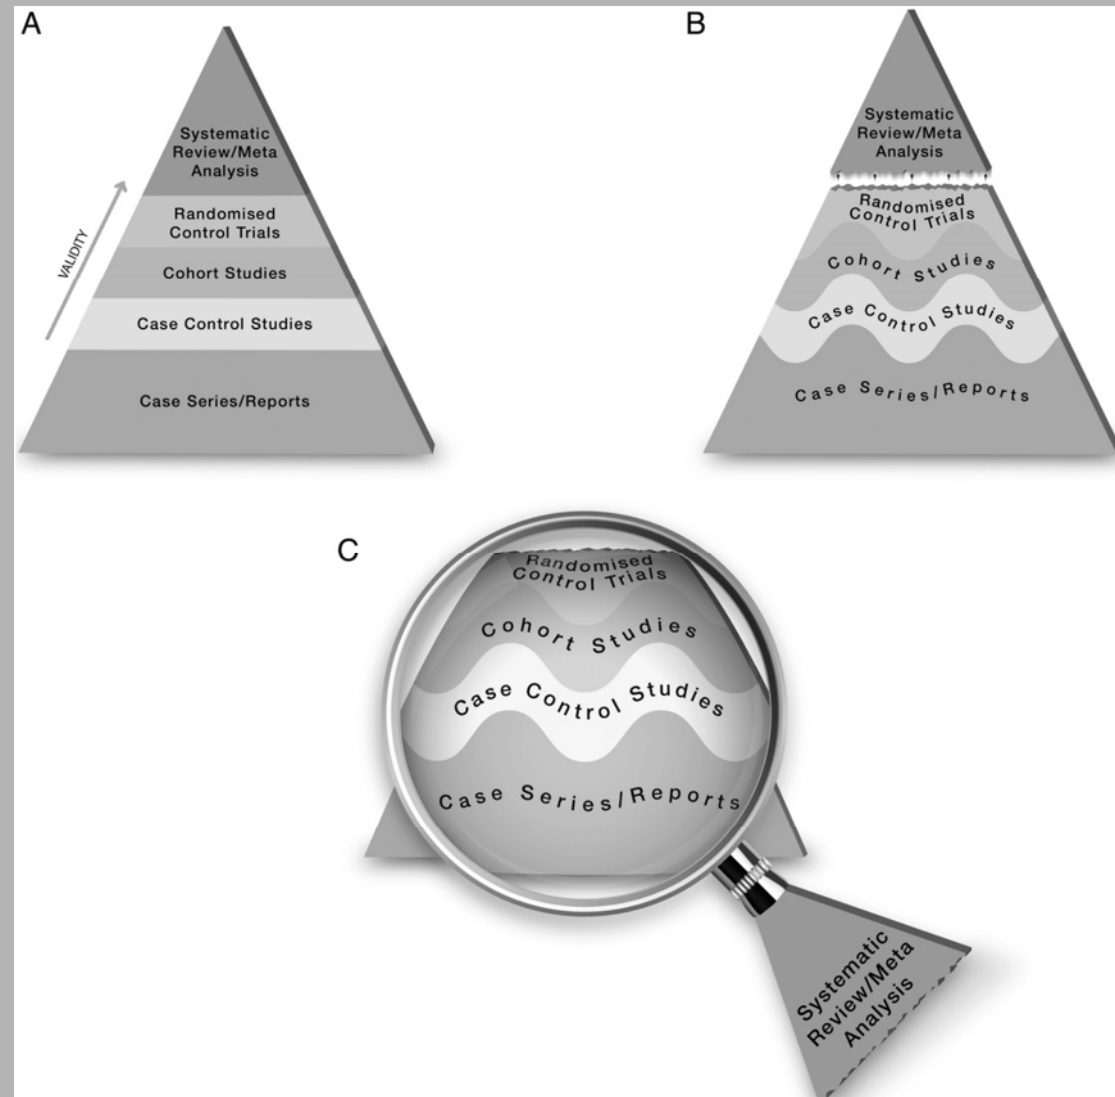 A
Systematic
Review/Meta
Analysis
Randomised
Control Trials
Cohort Studies
Case Control Studies
Case Series/Reports
VALIDITY
B
Systematic
Review/Meta
Analysis
Randomised
Control Trials
Cohort Studies
Case Control Studies
Case Series/Reports
C
Randomised
Control Trials
Cohort Studies
Case Control Studies
Case Series/Reports
Systematic
Review/Meta
Analysis